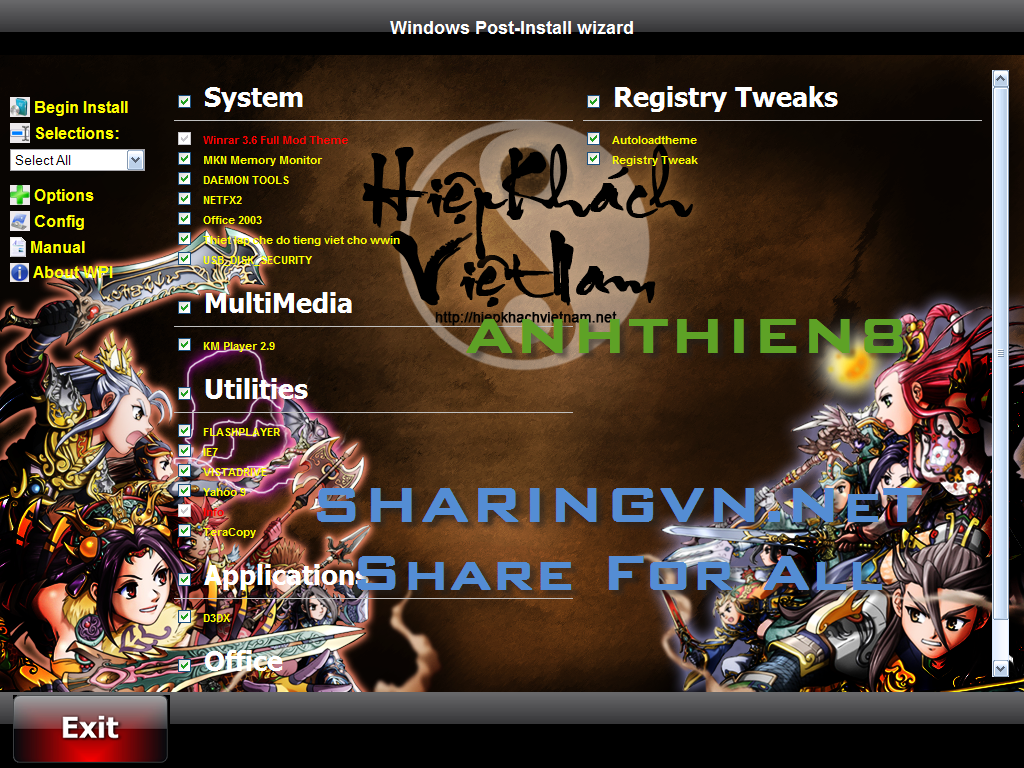 Windows Post-Install wizard
Begin Install
Selections:
Select All
Options
Config
Manual
About WPI
System
Winrar 3.6 Full Mod Theme
MKN Memory Monitor
DAEMON TOOLS
NETFX2
Office 2003
Thiet lap che do tieng viet cho wwin
USB_DISK_SECURITY
MultiMedia
KM Player 2.9
Utilities
FLASHPLAYER
IE7
VISTADRIVE
Yahoo 9
TeraCopy
Applications
D3DX
Office
Registry Tweaks
Autoloadtheme
Registry Tweak
HiệpKhách
ViệtNam
http://hiepkhachvietnam.net
ANHTHIEN8
SHARINGVN.NeT
Share For All
Exit